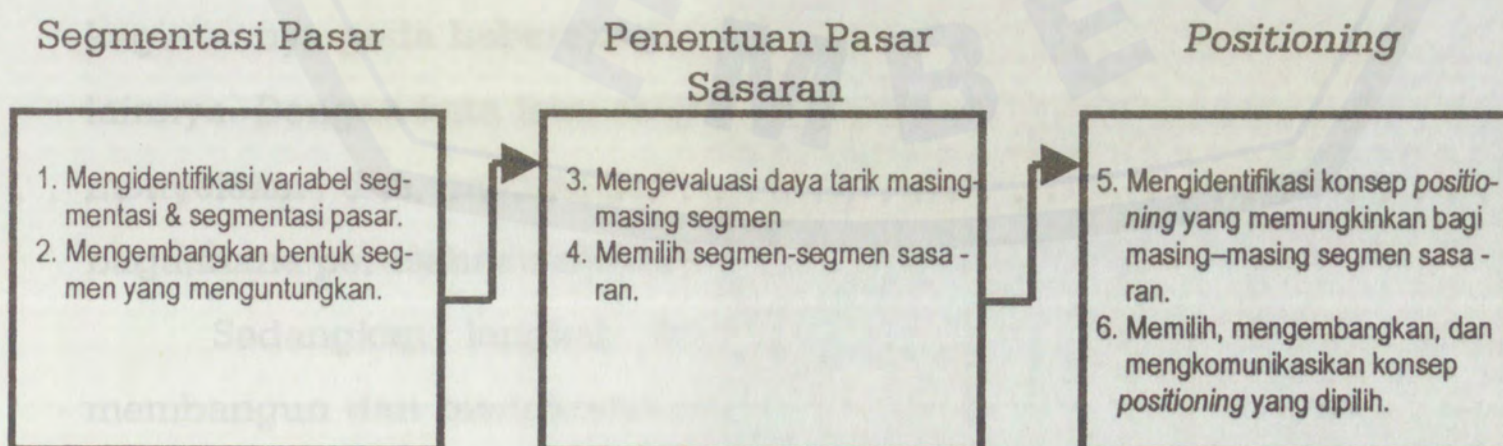 Segmentasi Pasar
Penentuan Pasar
Sasaran
Positioning
1. Mengidentifikasi variabel seg-
mentasi & segmentasi pasar.
2. Mengembangkan bentuk seg-
men yang menguntungkan.
3. Mengevaluasi daya tarik masing-
masing segmen
4. Memilih segmen-segmen sasa -
ran.
5. Mengidentifikasi konsep positio-
ning yang memungkinkan bagi
masing–masing segmen sasa -
ran.
6. Memilih, mengembangkan, dan
mengkomunikasikan konsep
positioning yang dipilih.